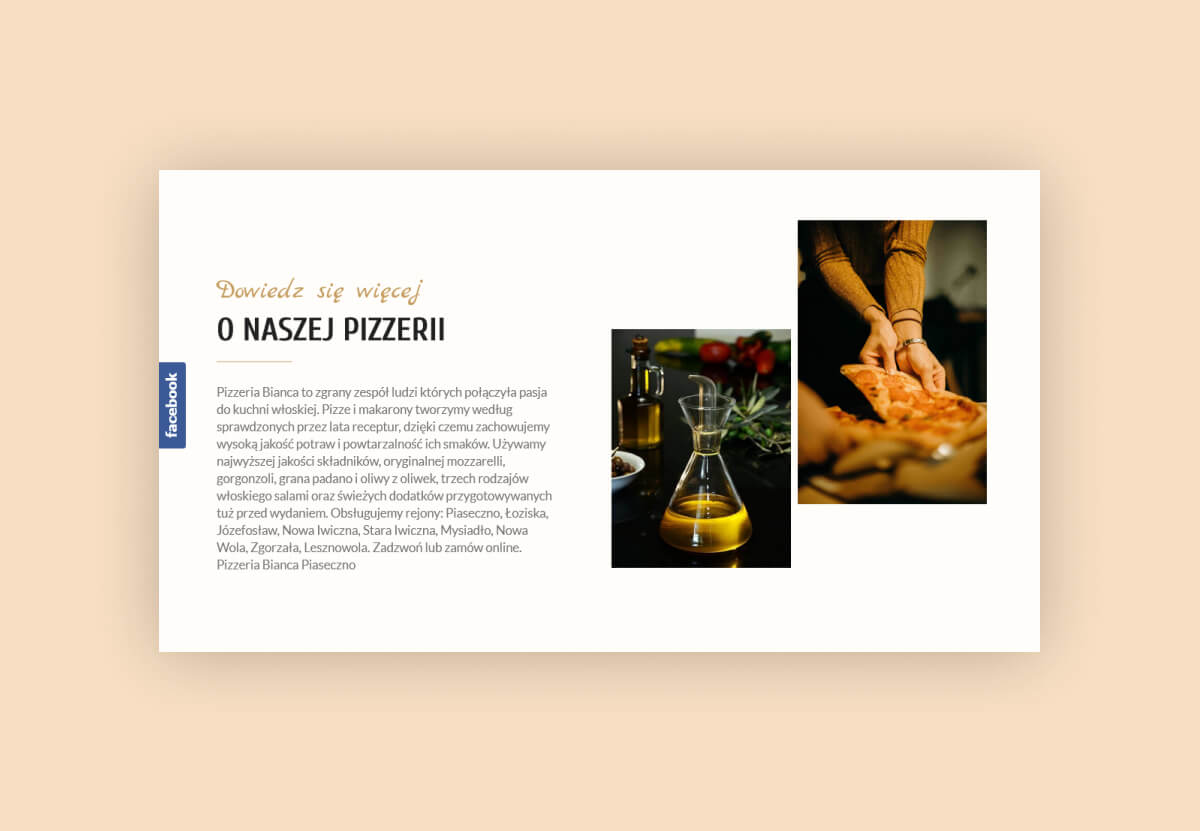 Dowiedz się więcej
O NASZEJ PIZZERII
facebook
Pizzeria Bianca to zgrany zespół ludzi których połączyła pasja
do kuchni włoskiej. Pizze i makarony tworzymy według
sprawdzonych przez lata receptur, dzięki czemu zachowujemy
wysoką jakość potraw i powtarzalność ich smaków. Używamy
najwyższej jakości składników, oryginalnej mozzarelli,
gorgonzoli, grana padano i oliwy z oliwek, trzech rodzajów
włoskiego salami oraz świeżych dodatków przygotowywanych
tuż przed wydaniem. Obsługujemy rejony: Piaseczno, Łoziska,
Józefosław, Nowa Iwiczna, Stara Iwiczna, Mysiadło, Nowa
Wola, Zgorzała, Lesznowola. Zadzwoń lub zamów online.
Pizzeria Bianca Piaseczno